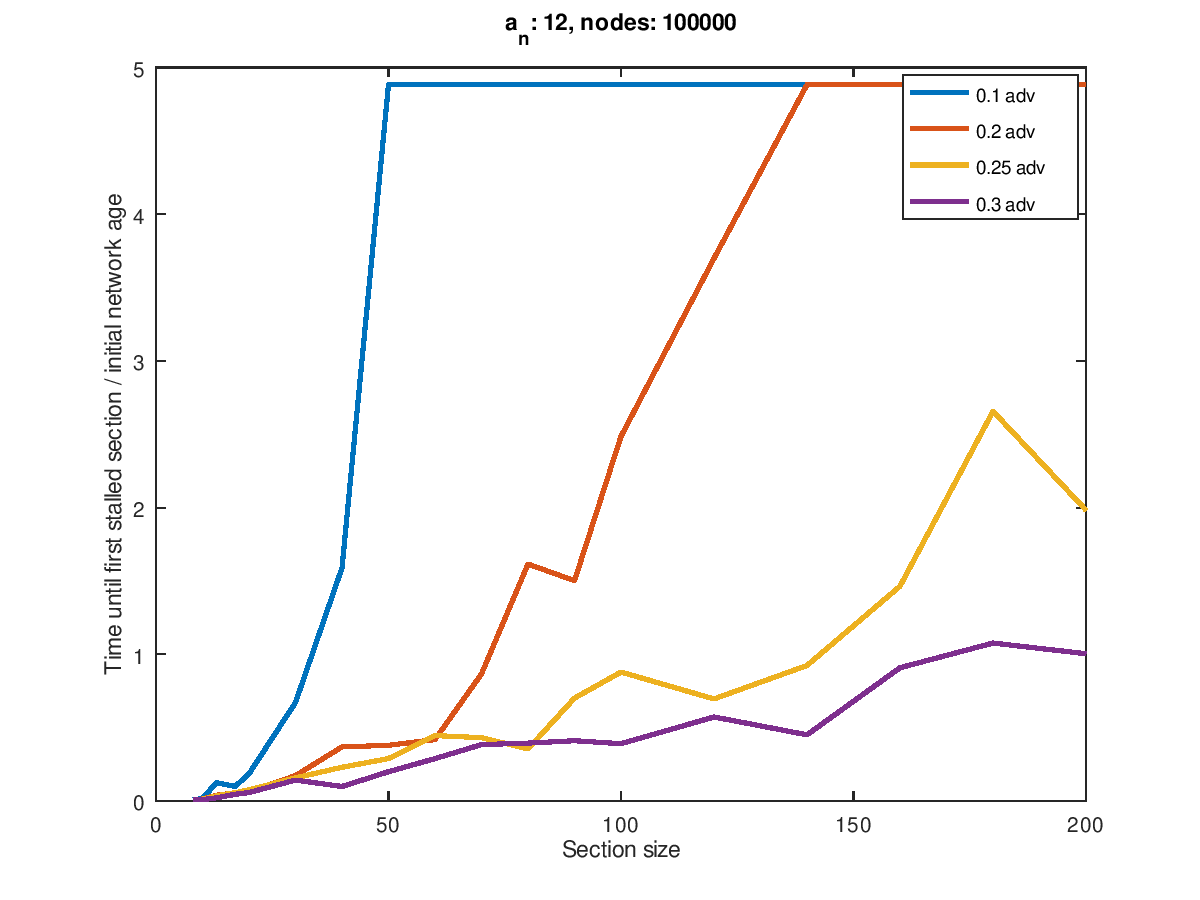 a_n: 12, nodes: 100000
5
4
3
2
1
0
0 50 100 150 200
Time until first stalled section / initial network age
Section size
0.1 adv
0.2 adv
0.25 adv
0.3 adv